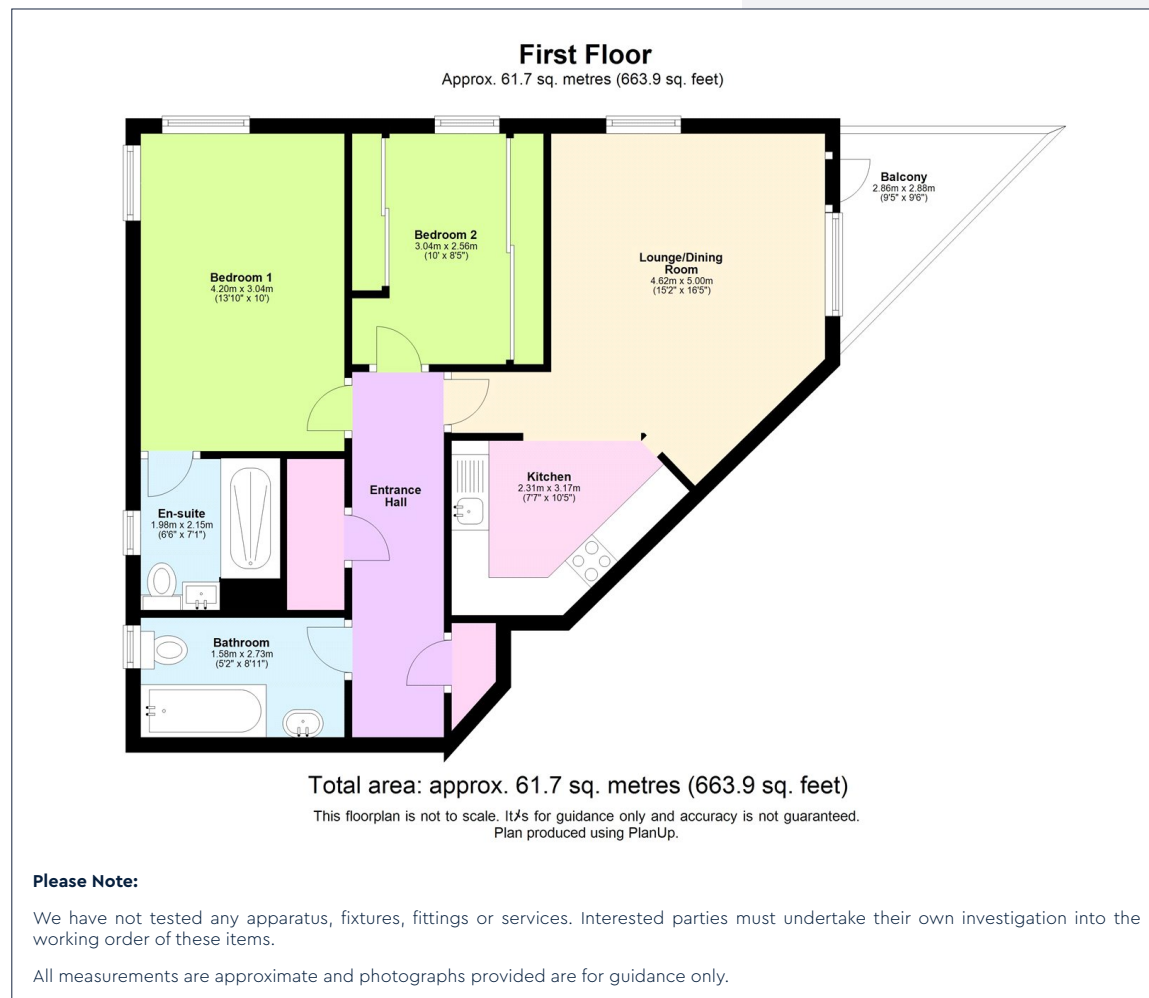 First Floor
Approx. 61.7 sq. metres (663.9 sq. feet)
Balcony
2.86m x 2.88m
(9'5" x 9'6")
Bedroom 2
3.04m x 2.56m
(10' x 8'5")
Lounge/Dining
Room
4.62m x 5.00m
(15'2" x 16'5")
Bedroom 1
4.20m x 3.04m
(13'10" x 10')
Kitchen
2.31m x 3.17m
(7'7" x 10'5")
Entrance
Hall
En-suite
1.98m x 2.15m
(6'6" x 7'1")
Bathroom
1.58m x 2.73m
(5'2" x 8'11")
Total area: approx. 61.7 sq. metres (663.9 sq. feet)
This floorplan is not to scale. It's for guidance only and accuracy is not guaranteed.
Plan produced using PlanUp.
Please Note:
We have not tested any apparatus, fixtures, fittings or services. Interested parties must undertake their own investigation into the
working order of these items.
All measurements are approximate and photographs provided are for guidance only.